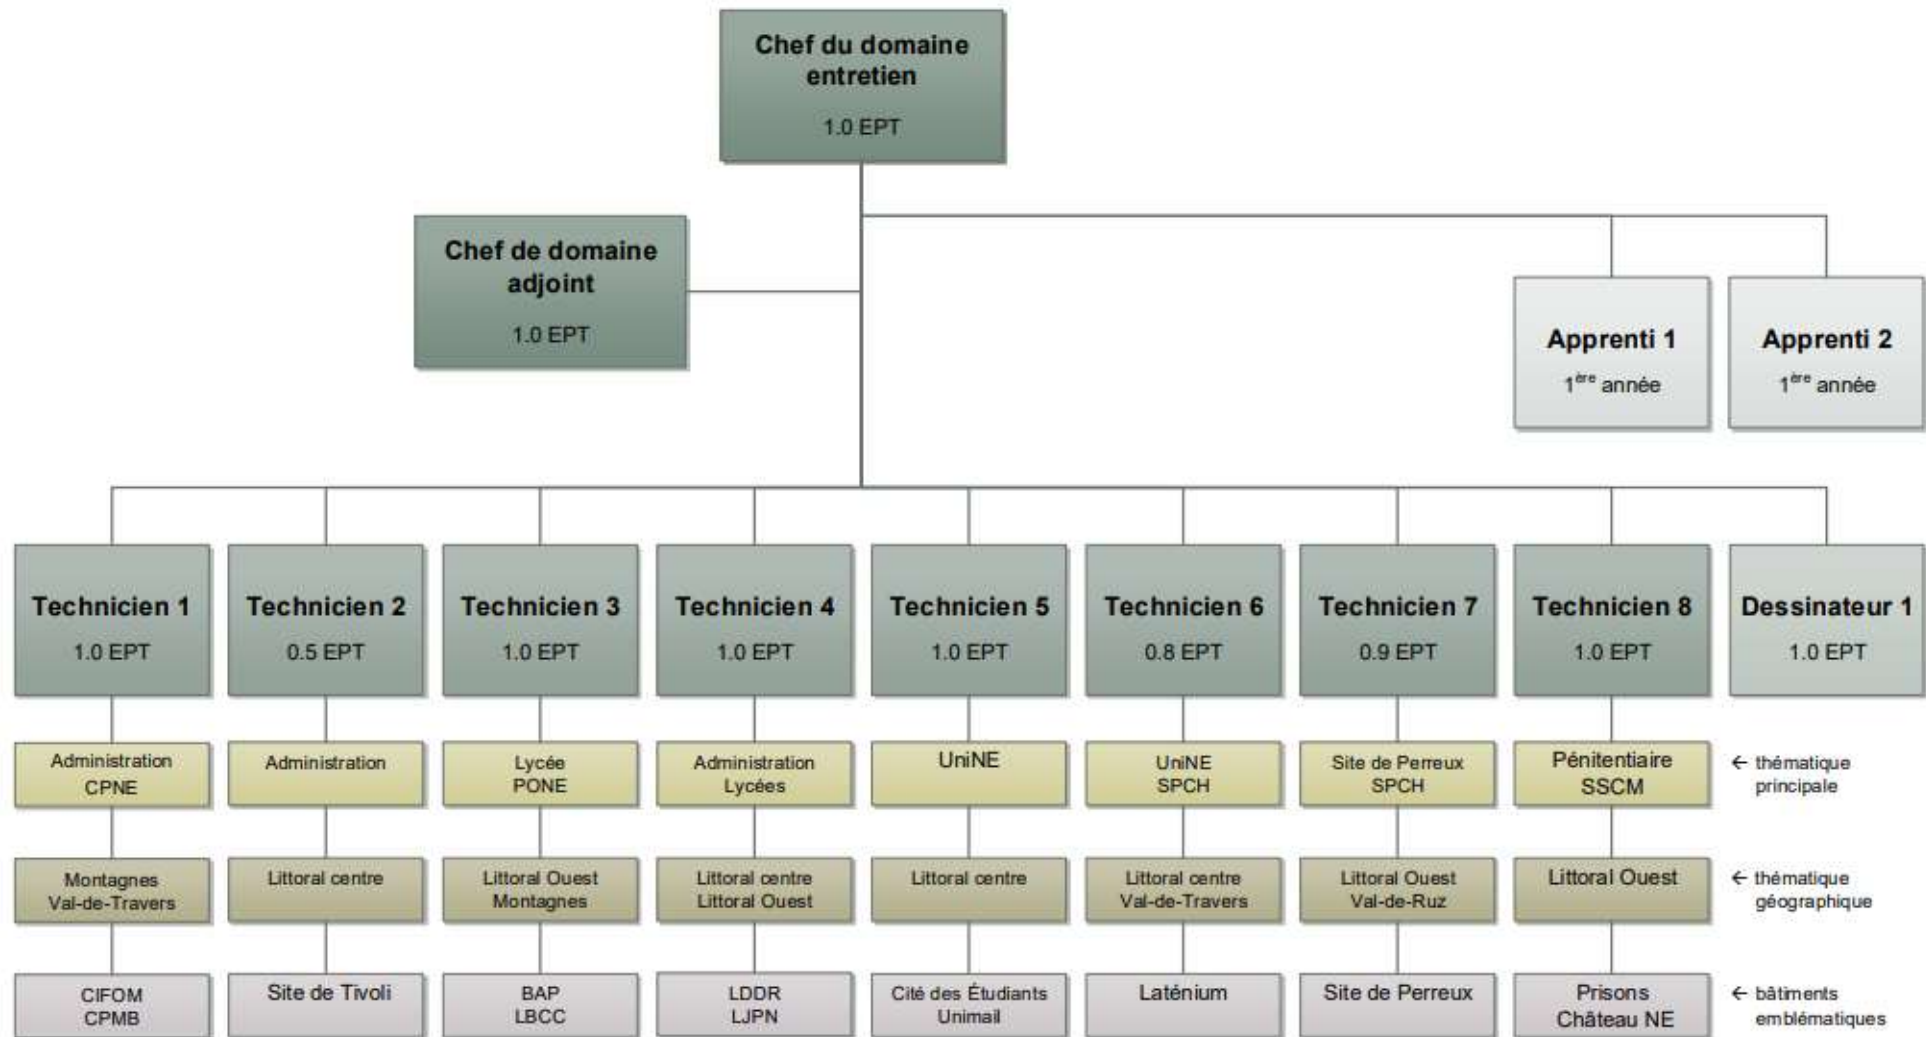 Chef du domaine
entretien
1.0 EPT
Chef de domaine
adjoint
1.0 EPT
Apprenti 1
1ère année
Apprenti 2
1ère année
Technicien 1
1.0 EPT
Technicien 2
0.5 EPT
Technicien 3
1.0 EPT
Technicien 4
1.0 EPT
Technicien 5
1.0 EPT
Technicien 6
0.8 EPT
Technicien 7
0.9 EPT
Technicien 8
1.0 EPT
Dessinateur 1
1.0 EPT
Administration
CPNE
Administration
Lycée
PONE
Administration
Lycées
UniNE
UniNE
SPCH
Site de Perreux
SPCH
Pénitentiaire
SSCM
← thématique
principale
Montagnes
Val-de-Travers
Littoral centre
Littoral Ouest
Montagnes
Littoral centre
Littoral Ouest
Littoral centre
Littoral centre
Val-de-Travers
Littoral Ouest
Val-de-Ruz
Littoral Ouest
← thématique
géographique
CIFOM
CPMB
Site de Tivoli
BAP
LBCC
LDDR
LJPN
Cité des Étudiants
Unimail
Laténium
Site de Perreux
Prisons
Château NE
← bâtiments
emblématiques